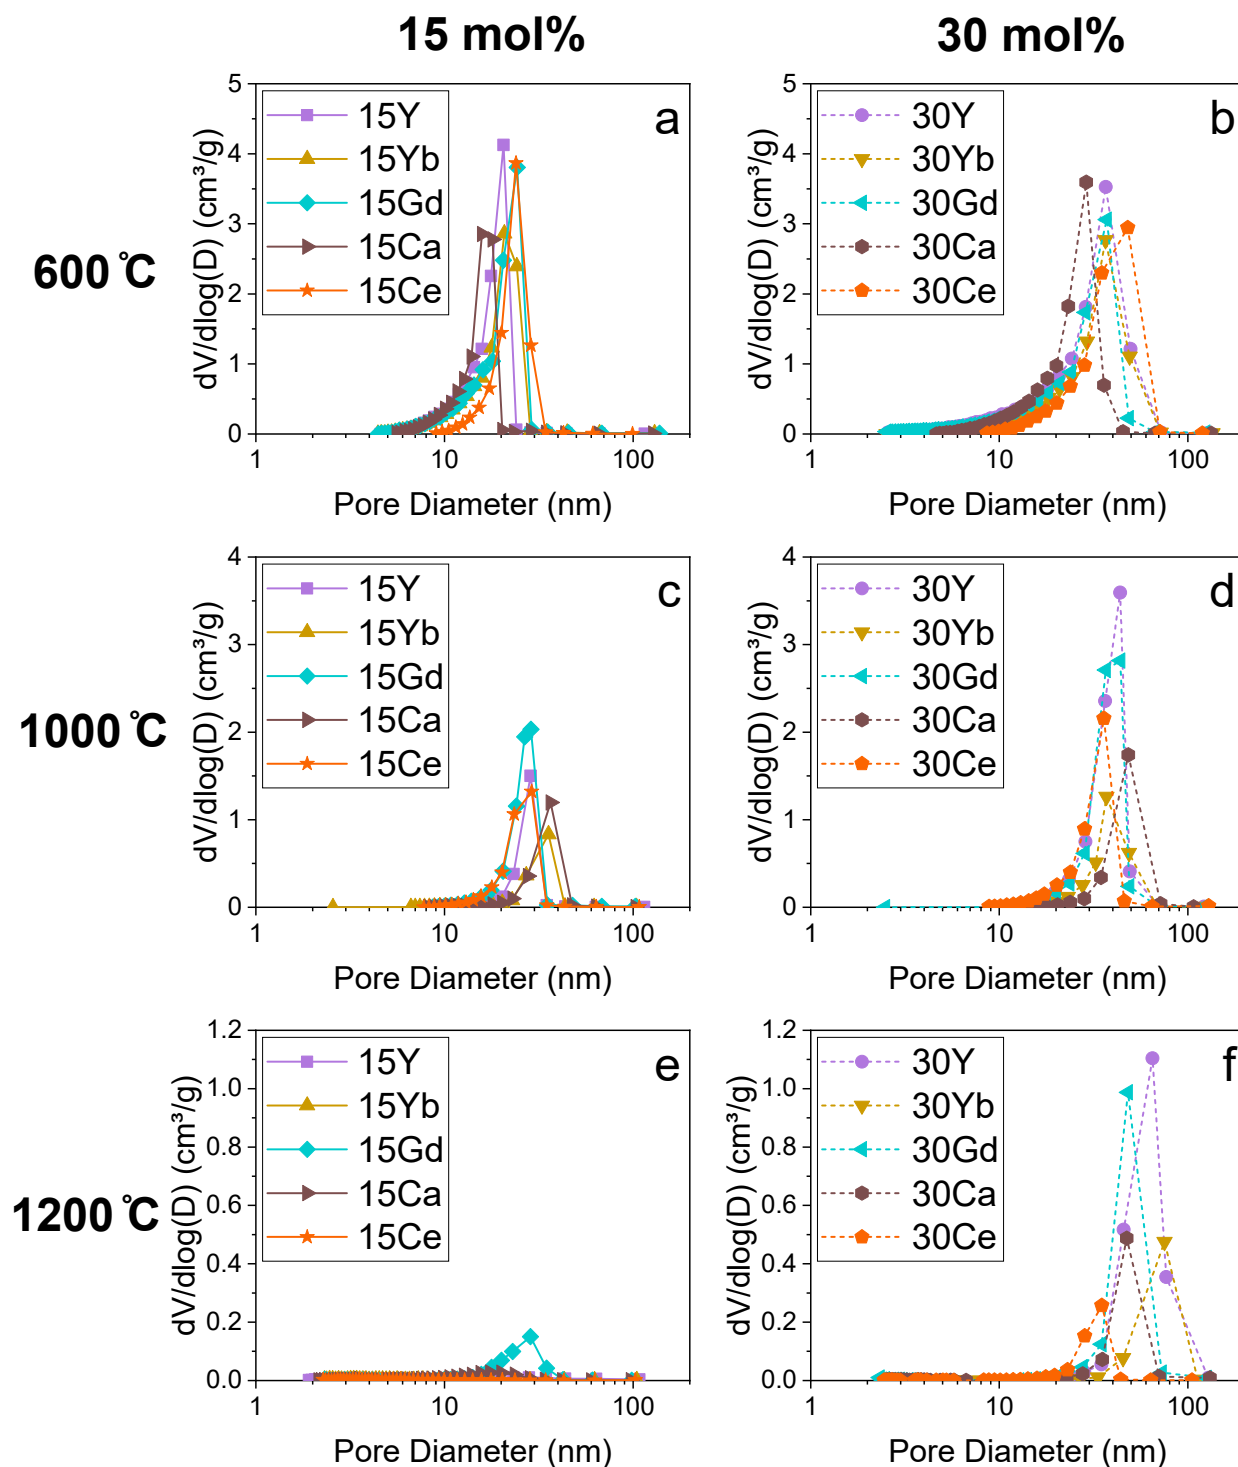 15 mol%
30 mol%
600 ℃
1000 ℃
1200 ℃
a
15Y
15Yb
15Gd
15Ca
15Ce
dV/dlog(D) (cm³/g)
0
1
2
3
4
5
1
10
100
Pore Diameter (nm)
b
30Y
30Yb
30Gd
30Ca
30Ce
dV/dlog(D) (cm³/g)
0
1
2
3
4
5
1
10
100
Pore Diameter (nm)
c
15Y
15Yb
15Gd
15Ca
15Ce
dV/dlog(D) (cm³/g)
0
1
2
3
4
1
10
100
Pore Diameter (nm)
d
30Y
30Yb
30Gd
30Ca
30Ce
dV/dlog(D) (cm³/g)
0
1
2
3
4
1
10
100
Pore Diameter (nm)
e
15Y
15Yb
15Gd
15Ca
15Ce
dV/dlog(D) (cm³/g)
0.0
0.2
0.4
0.6
0.8
1.0
1.2
1
10
100
Pore Diameter (nm)
f
30Y
30Yb
30Gd
30Ca
30Ce
dV/dlog(D) (cm³/g)
0.0
0.2
0.4
0.6
0.8
1.0
1.2
1
10
100
Pore Diameter (nm)